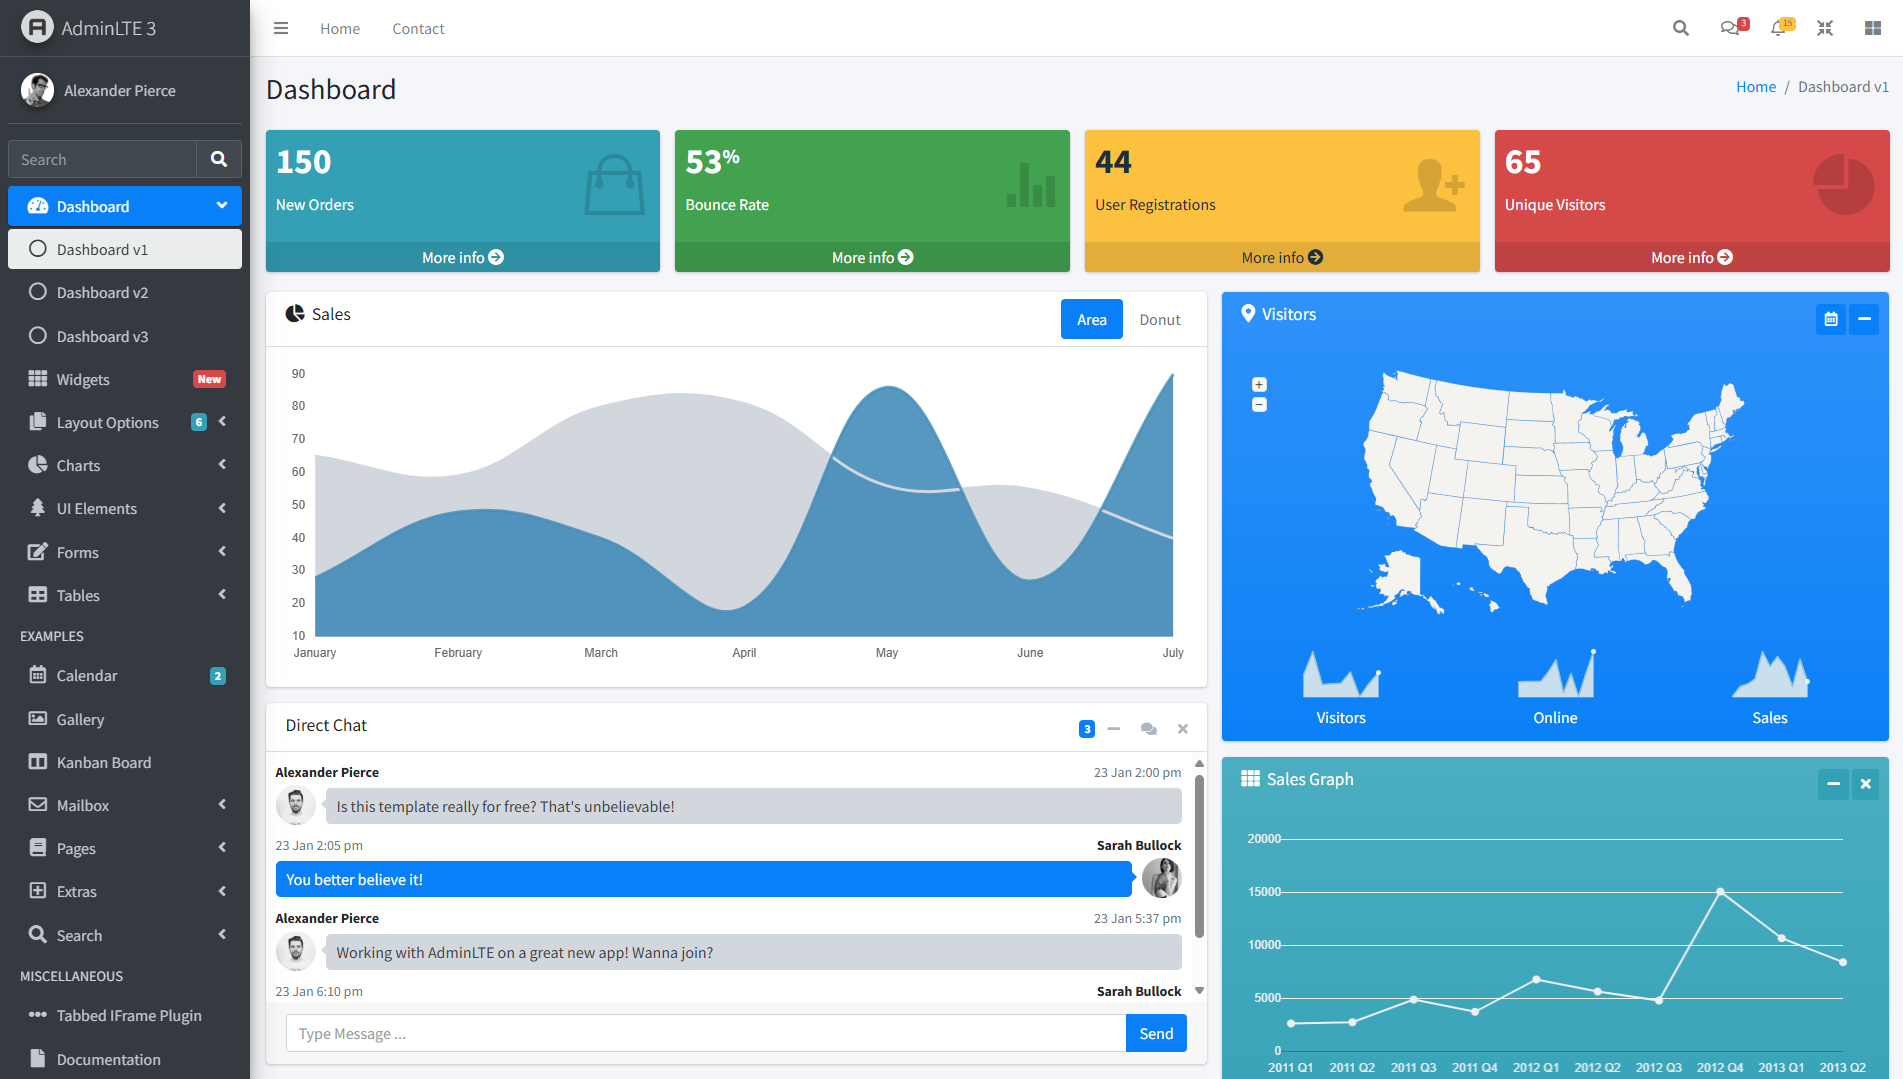 AdminLTE 3
Alexander Pierce
Search
Dashboard
Dashboard v1
Dashboard v2
Dashboard v3
Widgets New
Layout Options 6
Charts
UI Elements
Forms
Tables
EXAMPLES
Calendar 2
Gallery
Kanban Board
Mailbox
Pages
Extras
Search
MISCELLANEOUS
Tabbed IFrame Plugin
Documentation
Home Contact
3 15
Dashboard
Home / Dashboard v1
150
New Orders
More info
53%
Bounce Rate
More info
44
User Registrations
More info
65
Unique Visitors
More info
Sales
Area Donut
90
80
70
60
50
40
30
20
10
January February March April May June July
Direct Chat
3
Alexander Pierce 23 Jan 2:00 pm
Is this template really for free? That's unbelievable!
23 Jan 2:05 pm Sarah Bullock
You better believe it!
Alexander Pierce 23 Jan 5:37 pm
Working with AdminLTE on a great new app! Wanna join?
23 Jan 6:10 pm Sarah Bullock
Type Message ... Send
Visitors
+
−
Visitors Online Sales
Sales Graph
20000
15000
10000
5000
0
2011 Q1 2011 Q2 2011 Q3 2011 Q4 2012 Q1 2012 Q2 2012 Q3 2012 Q4 2013 Q1 2013 Q2